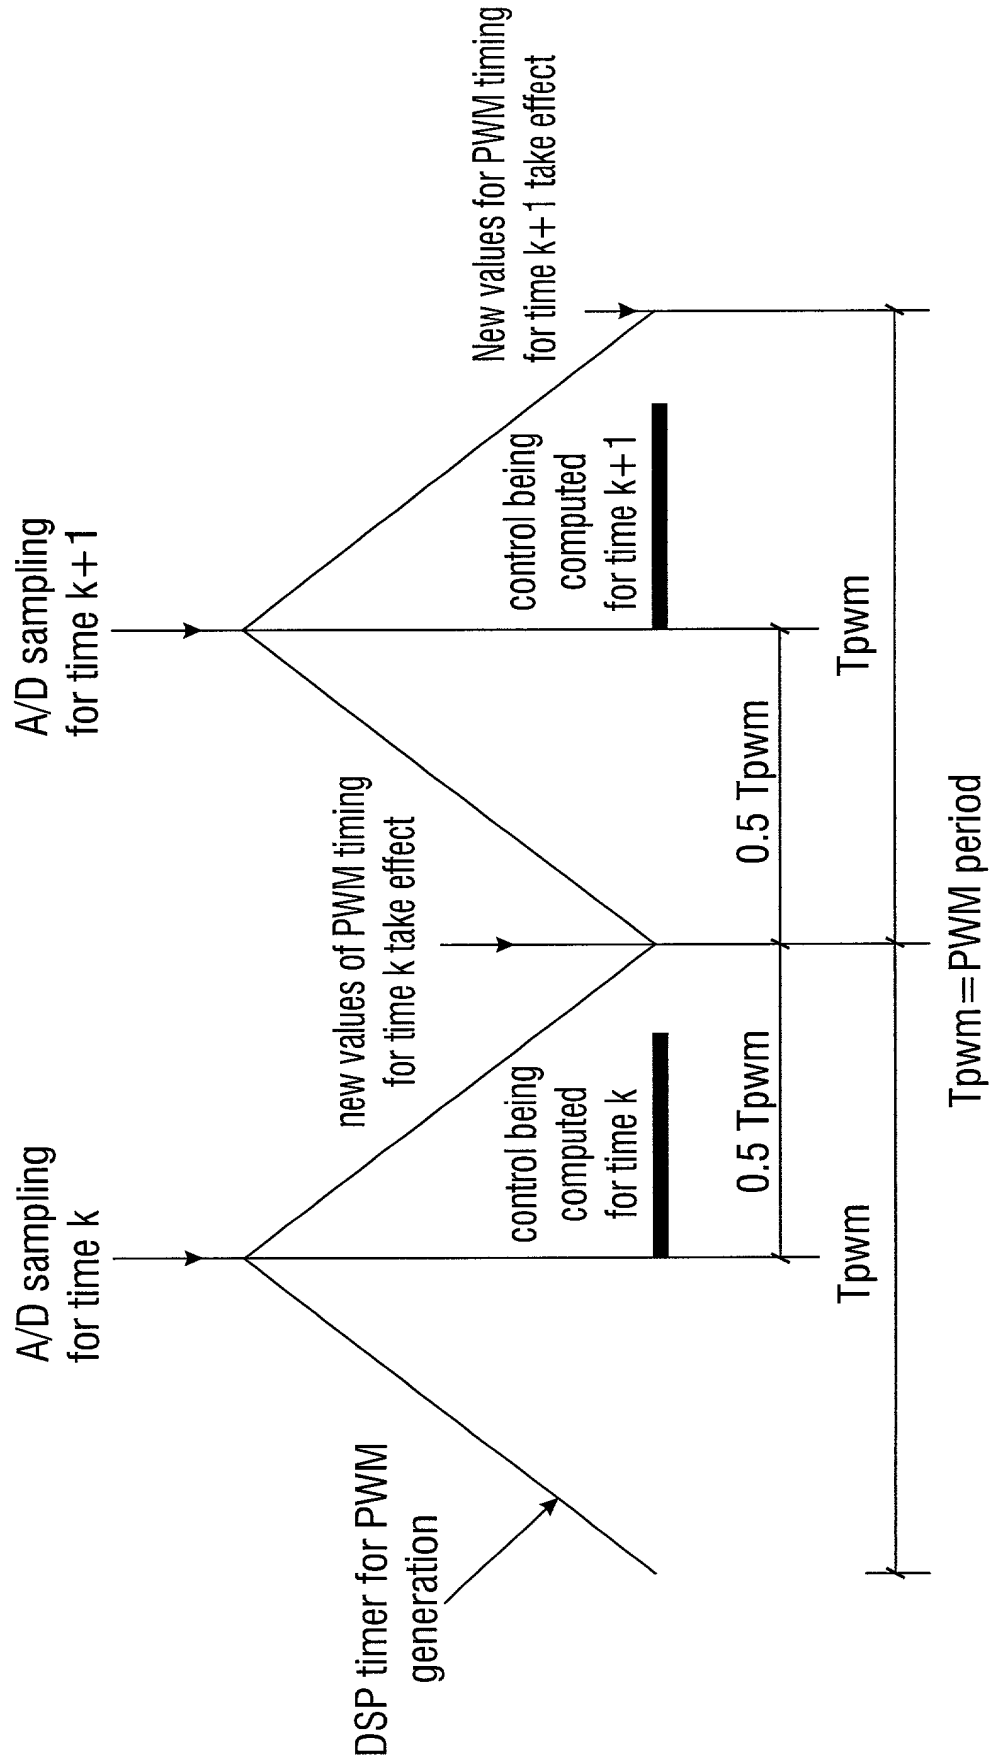 A/D sampling
for time k
A/D sampling
for time k+1
DSP timer for PWM
generation
new values of PWM timing
for time k take effect
New values for PWM timing
for time k+1 take effect
control being
computed
for time k
control being
computed
for time k+1
0.5 Tpwm
0.5 Tpwm
Tpwm
Tpwm
Tpwm=PWM period